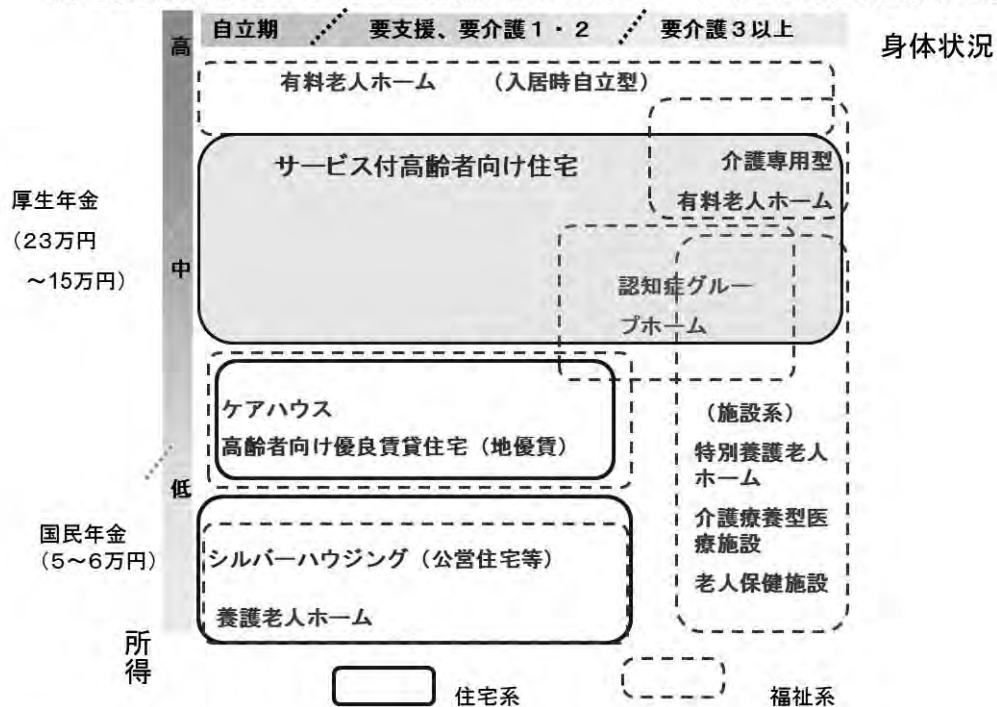 自立期
要支援、要介護1・2
要介護3以上
身体状況
高
有料老人ホーム (入居時自立型)
サービス付高齢者向け住宅
介護専用型
有料老人ホーム
厚生年金
(23万円
~15万円)
中
認知症グルー
プホーム
ケアハウス
高齢者向け優良賃貸住宅(地優賃)
(施設系)
特別養護老人
ホーム
介護療養型医
療施設
老人保健施設
低
国民年金
(5~6万円)
シルバーハウジング(公営住宅等)
養護老人ホーム
所
得
住宅系
福祉系